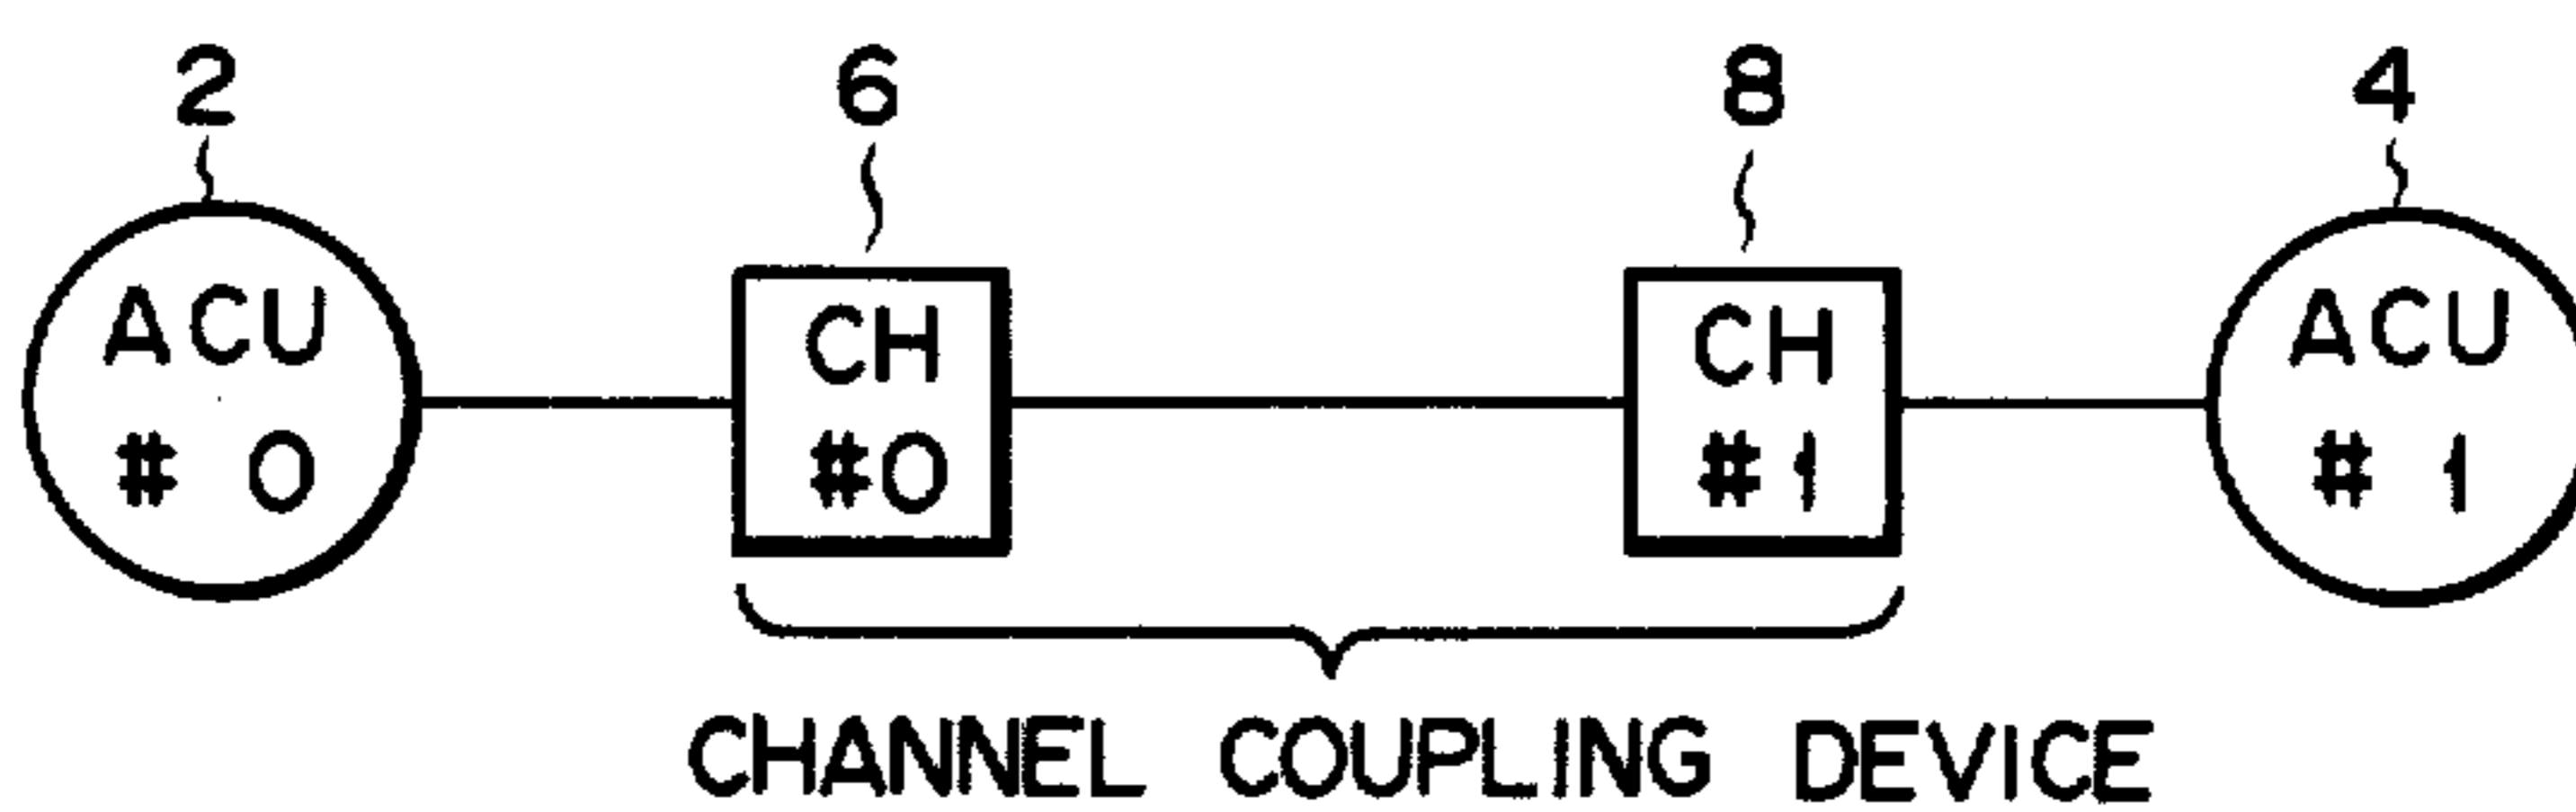 2 6 8 4
ACU CH CH ACU
# 0 #0 #1 # 1
CHANNEL COUPLING DEVICE